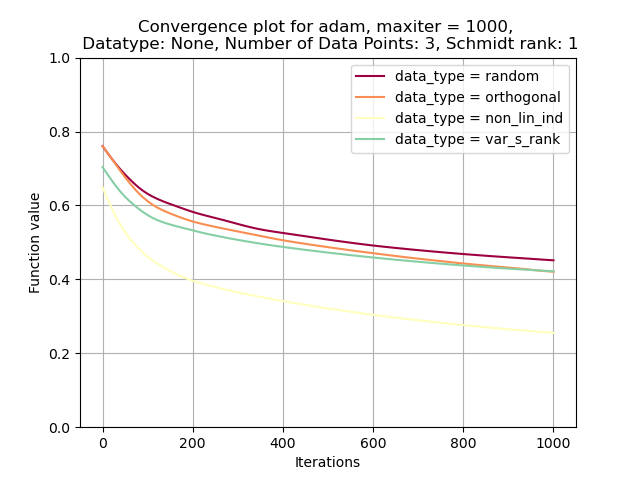 Convergence plot for adam, maxiter = 1000,
Datatype: None, Number of Data Points: 3, Schmidt rank: 1
data_type = random
data_type = orthogonal
data_type = non_lin_ind
data_type = var_s_rank
Function value
1.0
0.8
0.6
0.4
0.2
0.0
0 200 400 600 800 1000
Iterations